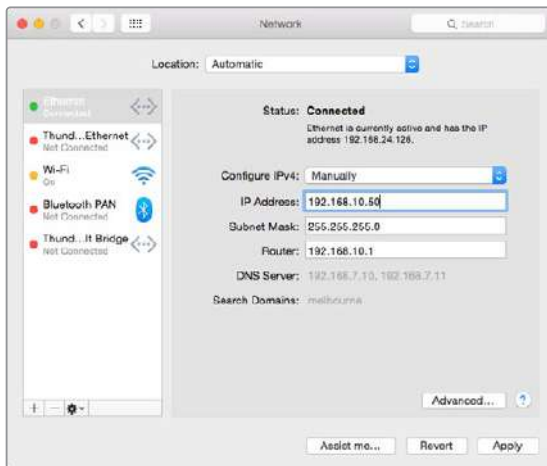 Network
Search
Location: Automatic
Ethernet
Connected
Thund...Ethernet
Not Connected
Wi-Fi
On
Bluetooth PAN
Not Connected
Thund...lt Bridge
Not Connected
Status: Connected
Ethernet is currently active and has the IP
address 192.168.24.126.
Configure IPv4: Manually
IP Address: 192.168.10.50
Subnet Mask: 255.255.255.0
Router: 192.168.10.1
DNS Server: 192.168.7.10, 192.168.7.11
Search Domains: melbourne
Advanced...
?
Assist me...
Revert
Apply